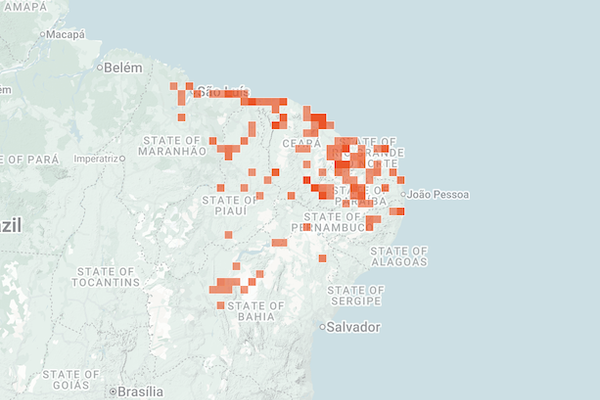 AMAPÁ
Macapá
Belém
em
São Luís
STATE OF
MARANHÃO
CEARÁ
STATE OF
RIO GRANDE
DO NORTE
E OF PARÁ
Imperatriz
STATE OF
PARAÍBA
João Pessoa
STATE OF
PIAUÍ
STATE OF
PERNAMBUCO
zil
STATE OF
ALAGOAS
STATE OF
TOCANTINS
STATE OF
SERGIPE
STATE OF
BAHIA
Salvador
STATE OF
GOIÁS
Brasília